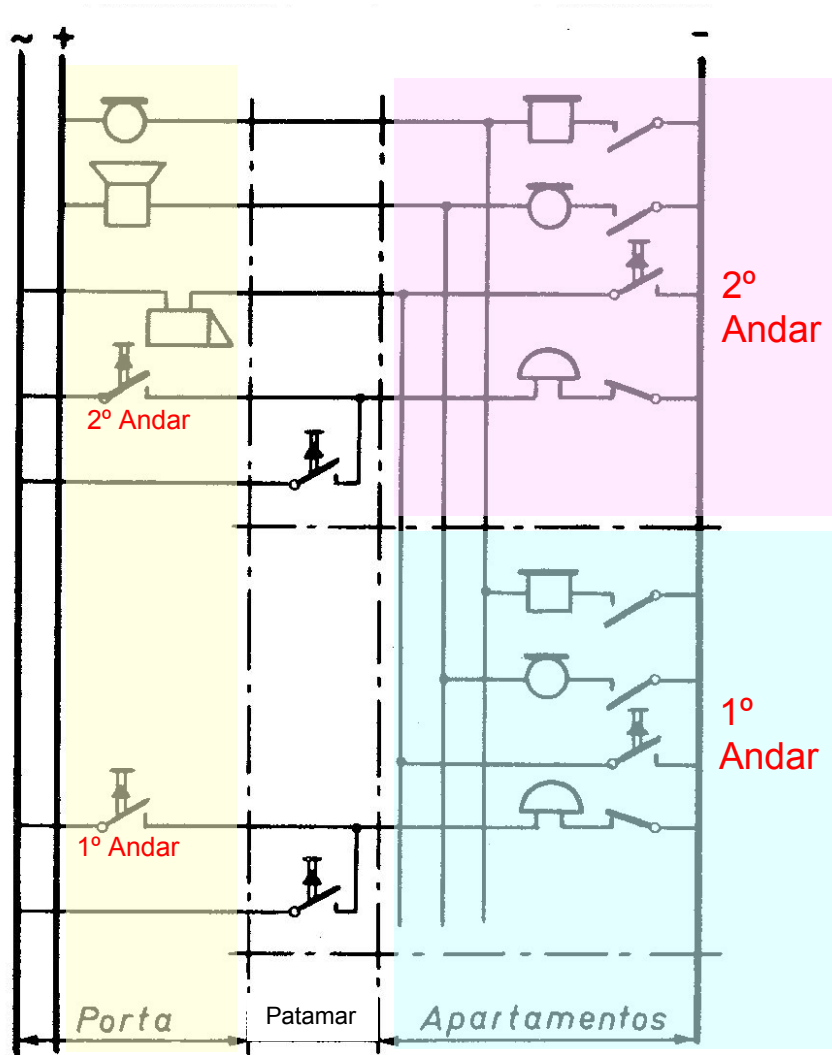 ~ + -
2º
Andar
2º Andar
1º
Andar
1º Andar
Porta
Patamar
Apartamentos